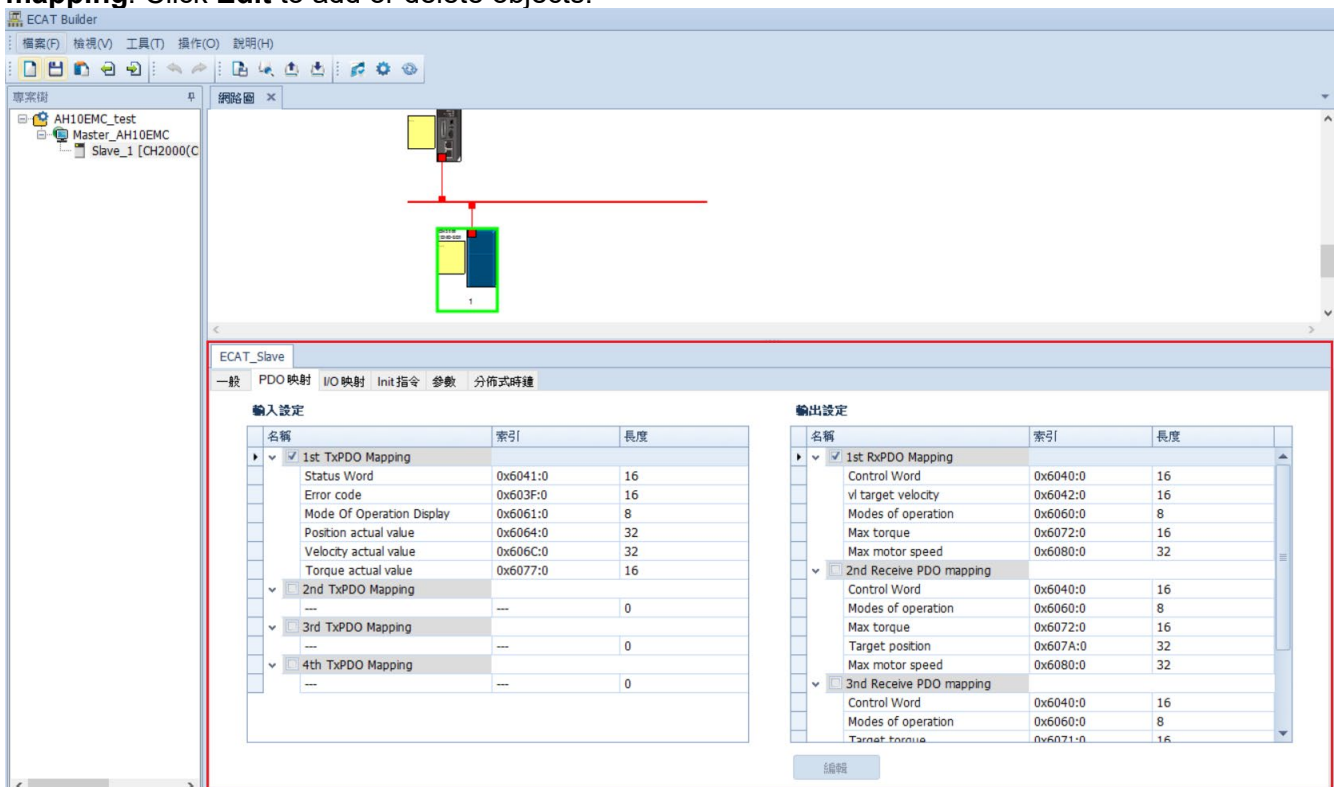 mapping. Click Edit to add or delete objects.
ECAT Builder
檔案(F) 檢視(V) 工具(T) 操作(O) 說明(H)
專案樹
網路圖
AH10EMC_test
Master_AH10EMC
Slave_1 [CH2000(C
1
ECAT_Slave
一般 PDO 映射 I/O 映射 Init 指令 參數 分佈式時鐘
輸入設定
名稱 索引 長度
1st TxPDO Mapping
Status Word 0x6041:0 16
Error code 0x603F:0 16
Mode Of Operation Display 0x6061:0 8
Position actual value 0x6064:0 32
Velocity actual value 0x606C:0 32
Torque actual value 0x6077:0 16
2nd TxPDO Mapping
--- --- 0
3rd TxPDO Mapping
--- --- 0
4th TxPDO Mapping
--- --- 0
輸出設定
名稱 索引 長度
1st RxPDO Mapping
Control Word 0x6040:0 16
vl target velocity 0x6042:0 16
Modes of operation 0x6060:0 8
Max torque 0x6072:0 16
Max motor speed 0x6080:0 32
2nd Receive PDO mapping
Control Word 0x6040:0 16
Modes of operation 0x6060:0 8
Max torque 0x6072:0 16
Target position 0x607A:0 32
Max motor speed 0x6080:0 32
3nd Receive PDO mapping
Control Word 0x6040:0 16
Modes of operation 0x6060:0 8
Target torque 0x6071:0 16
編輯